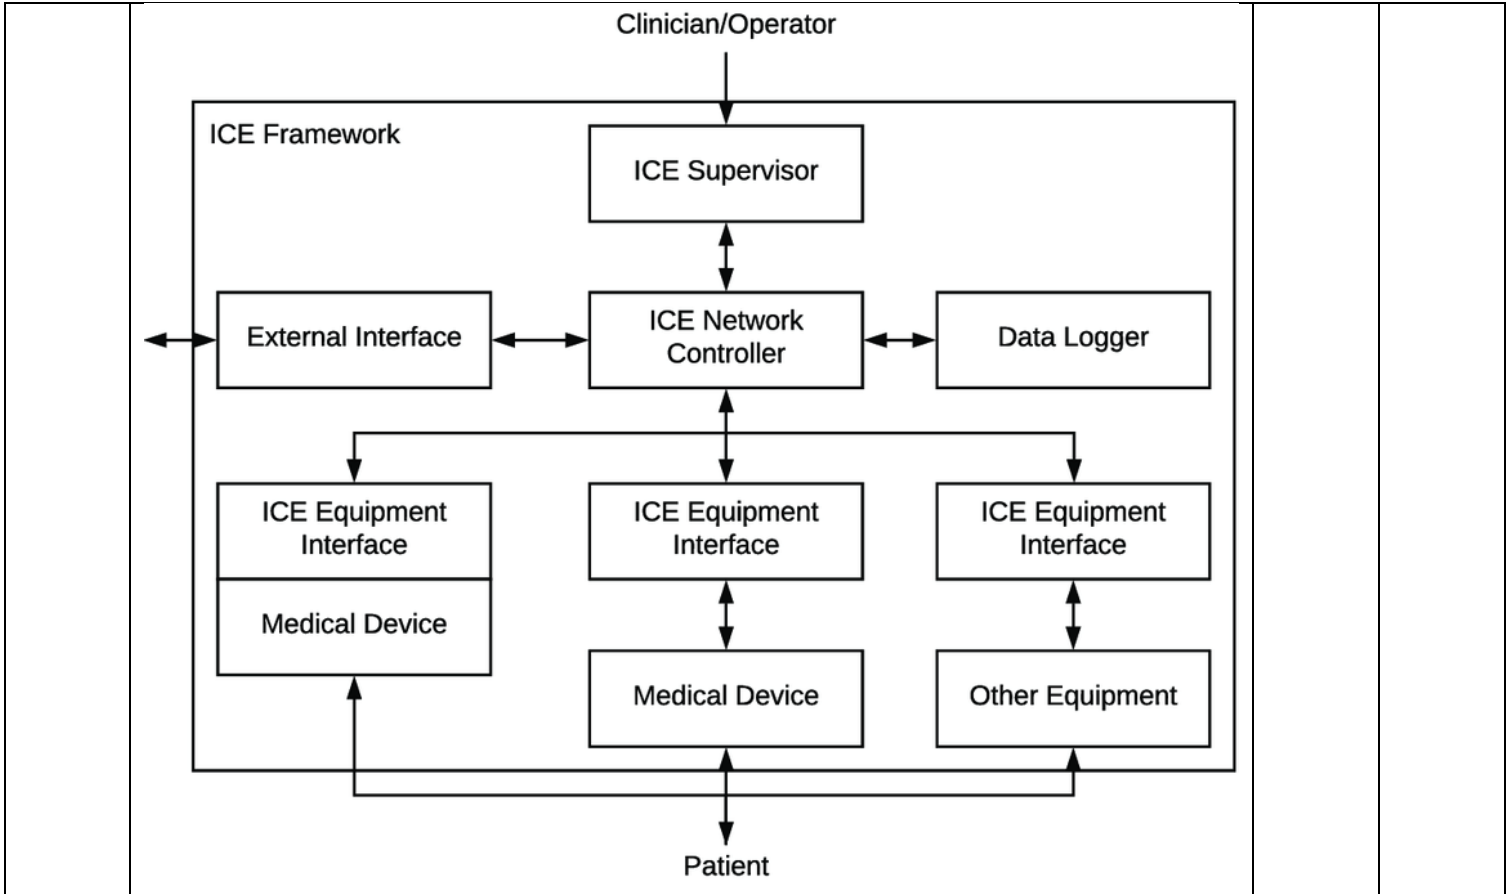 Clinician/Operator
ICE Framework
ICE Supervisor
External Interface
ICE Network
Controller
Data Logger
ICE Equipment
Interface
Medical Device
ICE Equipment
Interface
Medical Device
ICE Equipment
Interface
Other Equipment
Patient